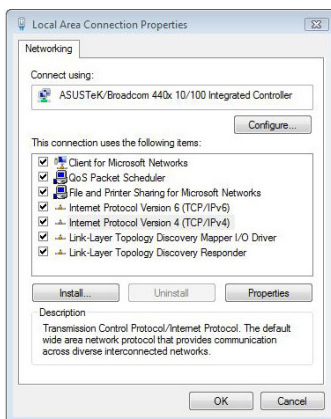 Local Area Connection Properties
Networking
Connect using:
ASUSTeK/Broadcom 440x 10/100 Integrated Controller
Configure...
This connection uses the following items:
Client for Microsoft Networks
QoS Packet Scheduler
File and Printer Sharing for Microsoft Networks
Internet Protocol Version 6 (TCP/IPv6)
Internet Protocol Version 4 (TCP/IPv4)
Link-Layer Topology Discovery Mapper I/O Driver
Link-Layer Topology Discovery Responder
Install...
Uninstall
Properties
Description
Transmission Control Protocol/Internet Protocol. The default
wide area network protocol that provides communication
across diverse interconnected networks.
OK
Cancel